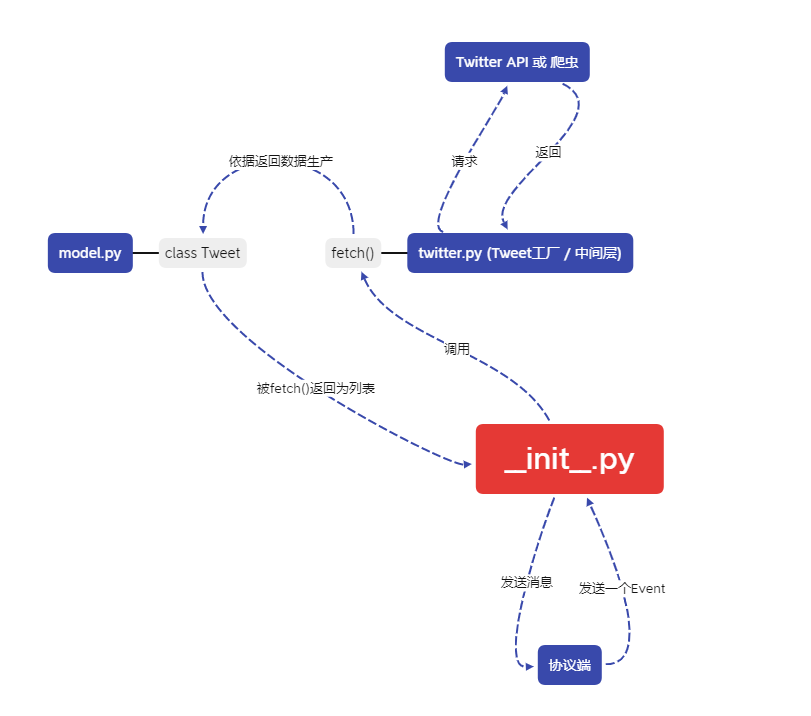 Twitter API 或 爬虫
请求
返回
依据返回数据生产
model.py
class Tweet
fetch()
twitter.py (Tweet工厂 / 中间层)
调用
被fetch()返回为列表
__init__.py
发送消息
发送一个Event
协议端